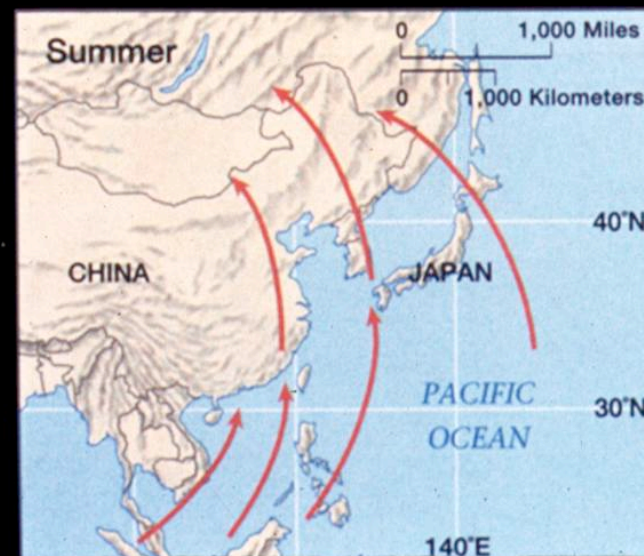 Summer
0 1,000 Miles
0 1,000 Kilometers
40°N
CHINA
JAPAN
PACIFIC
OCEAN
30°N
140°E